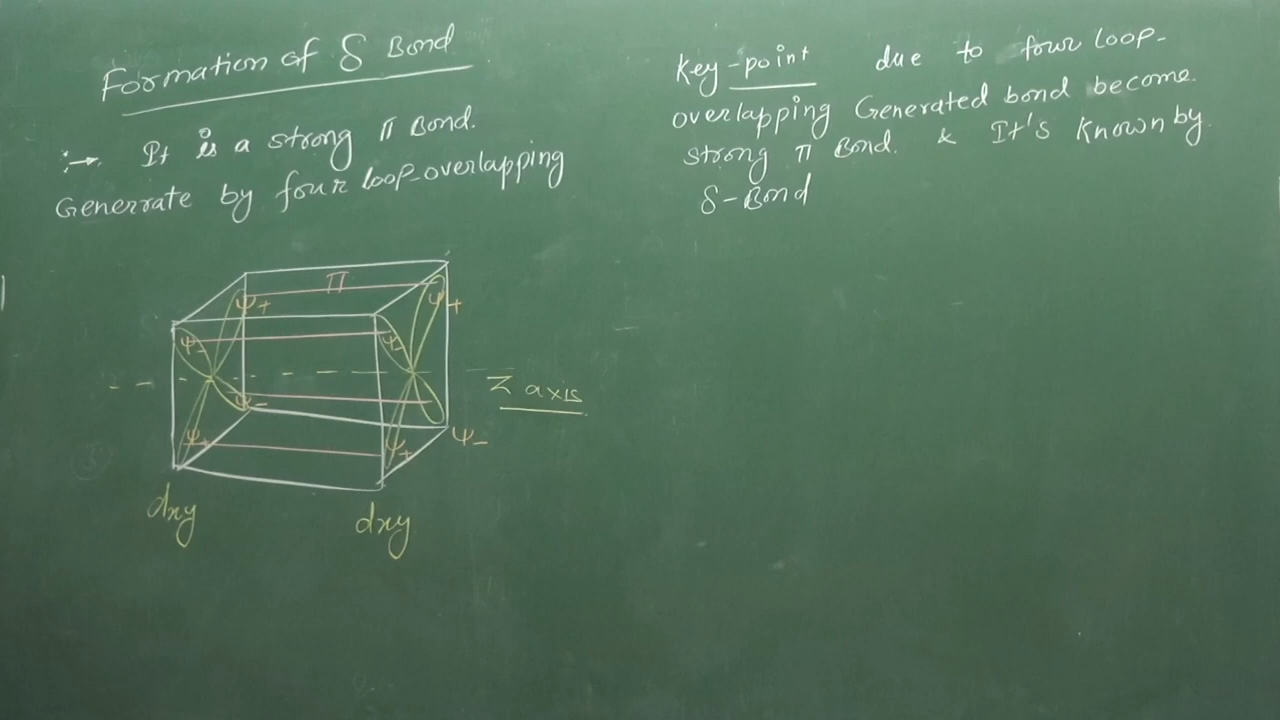 Formation of δ Bond
:→ It is a strong π Bond.
Generrate by four loop-overlapping
Key-point due to four loop-
overlapping Generated bond become.
strong π Bond. & It's Known by.
δ-Bond
π
ψ+ ψ+
ψ- ψ-
Z axis
ψ- ψ-
ψ+ ψ+
dxy dxy